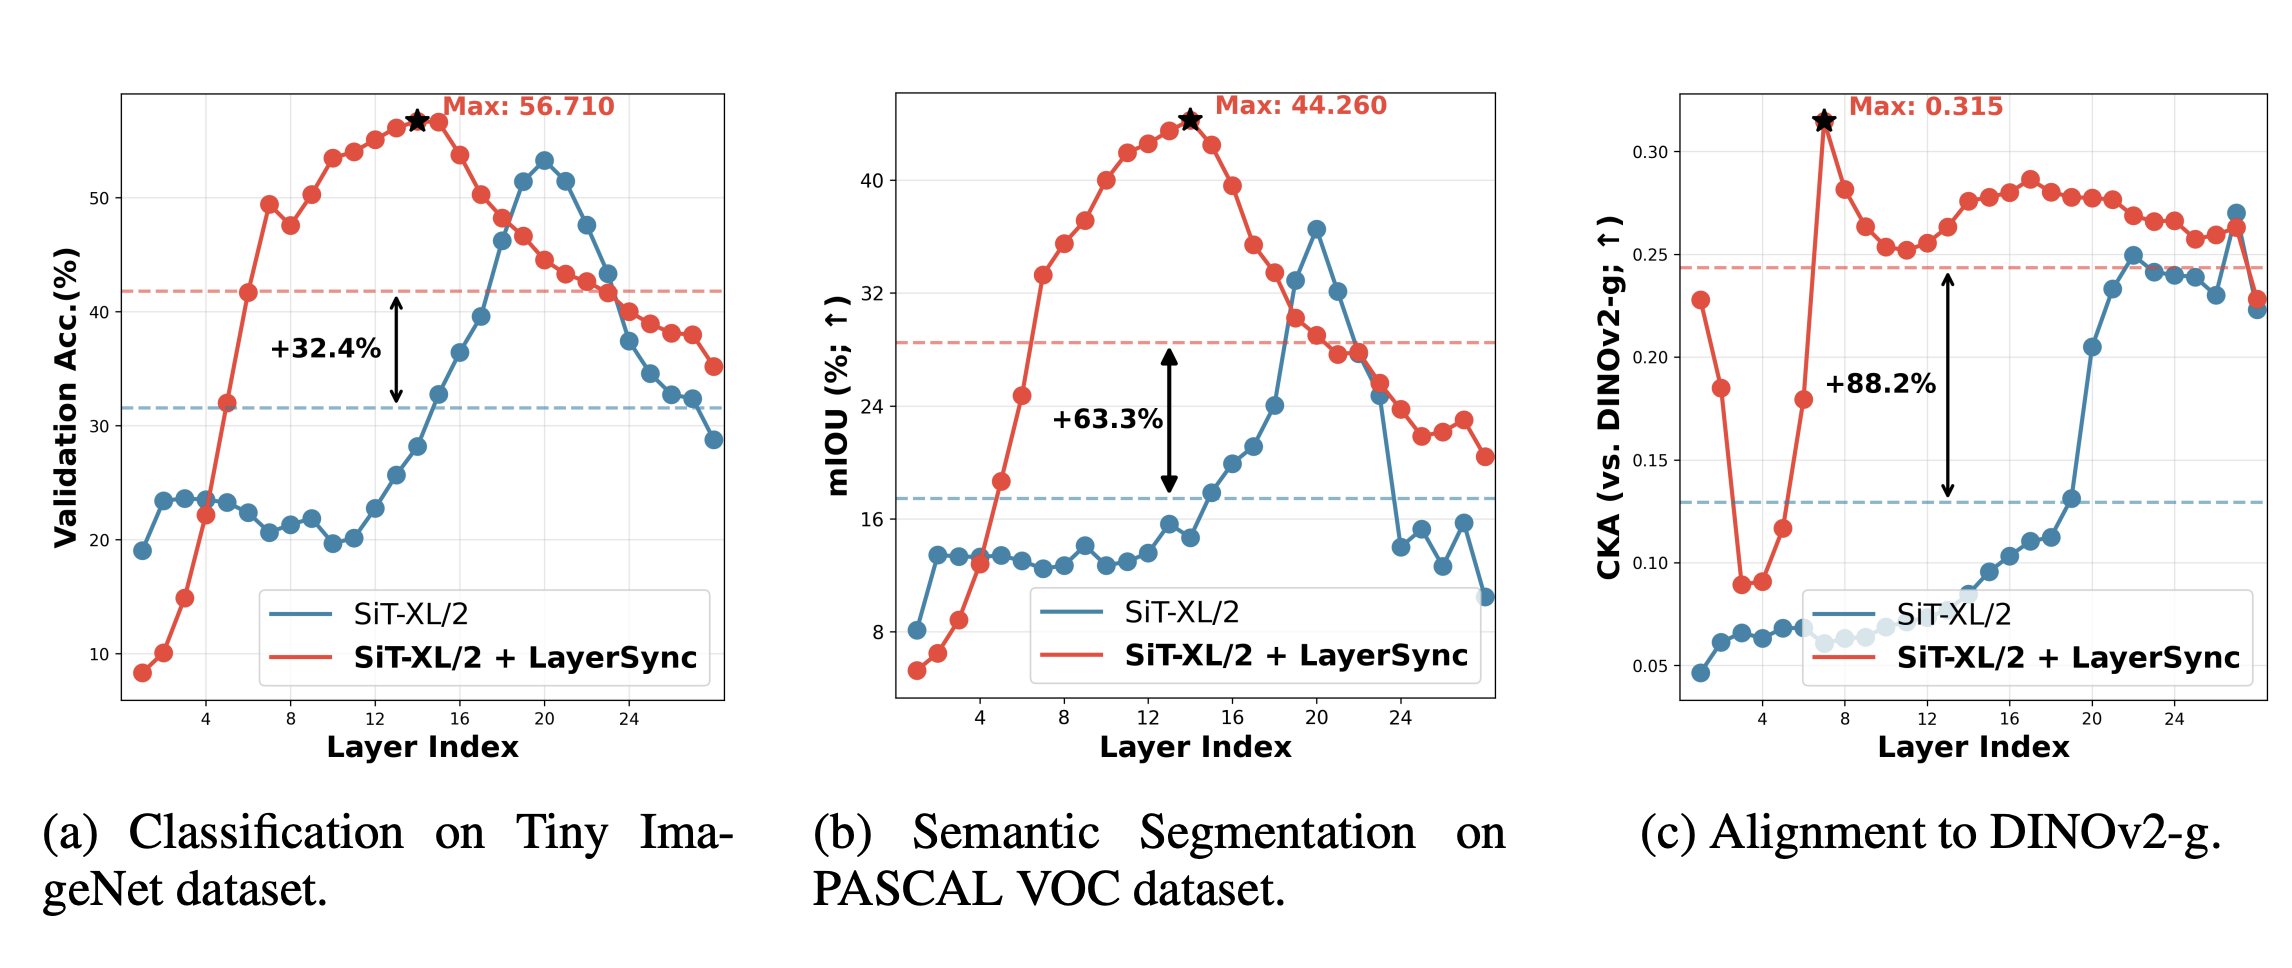 Max: 56.710
Validation Acc.(%)
50
40
30
20
10
+32.4%
SiT-XL/2
SiT-XL/2 + LayerSync
4 8 12 16 20 24
Layer Index
(a) Classification on Tiny Ima-
geNet dataset.
Max: 44.260
mIOU (%; ↑)
40
32
24
16
8
+63.3%
SiT-XL/2
SiT-XL/2 + LayerSync
4 8 12 16 20 24
Layer Index
(b) Semantic Segmentation on
PASCAL VOC dataset.
Max: 0.315
CKA (vs. DINOv2-g; ↑)
0.30
0.25
0.20
0.15
0.10
0.05
+88.2%
SiT-XL/2
SiT-XL/2 + LayerSync
4 8 12 16 20 24
Layer Index
(c) Alignment to DINOv2-g.